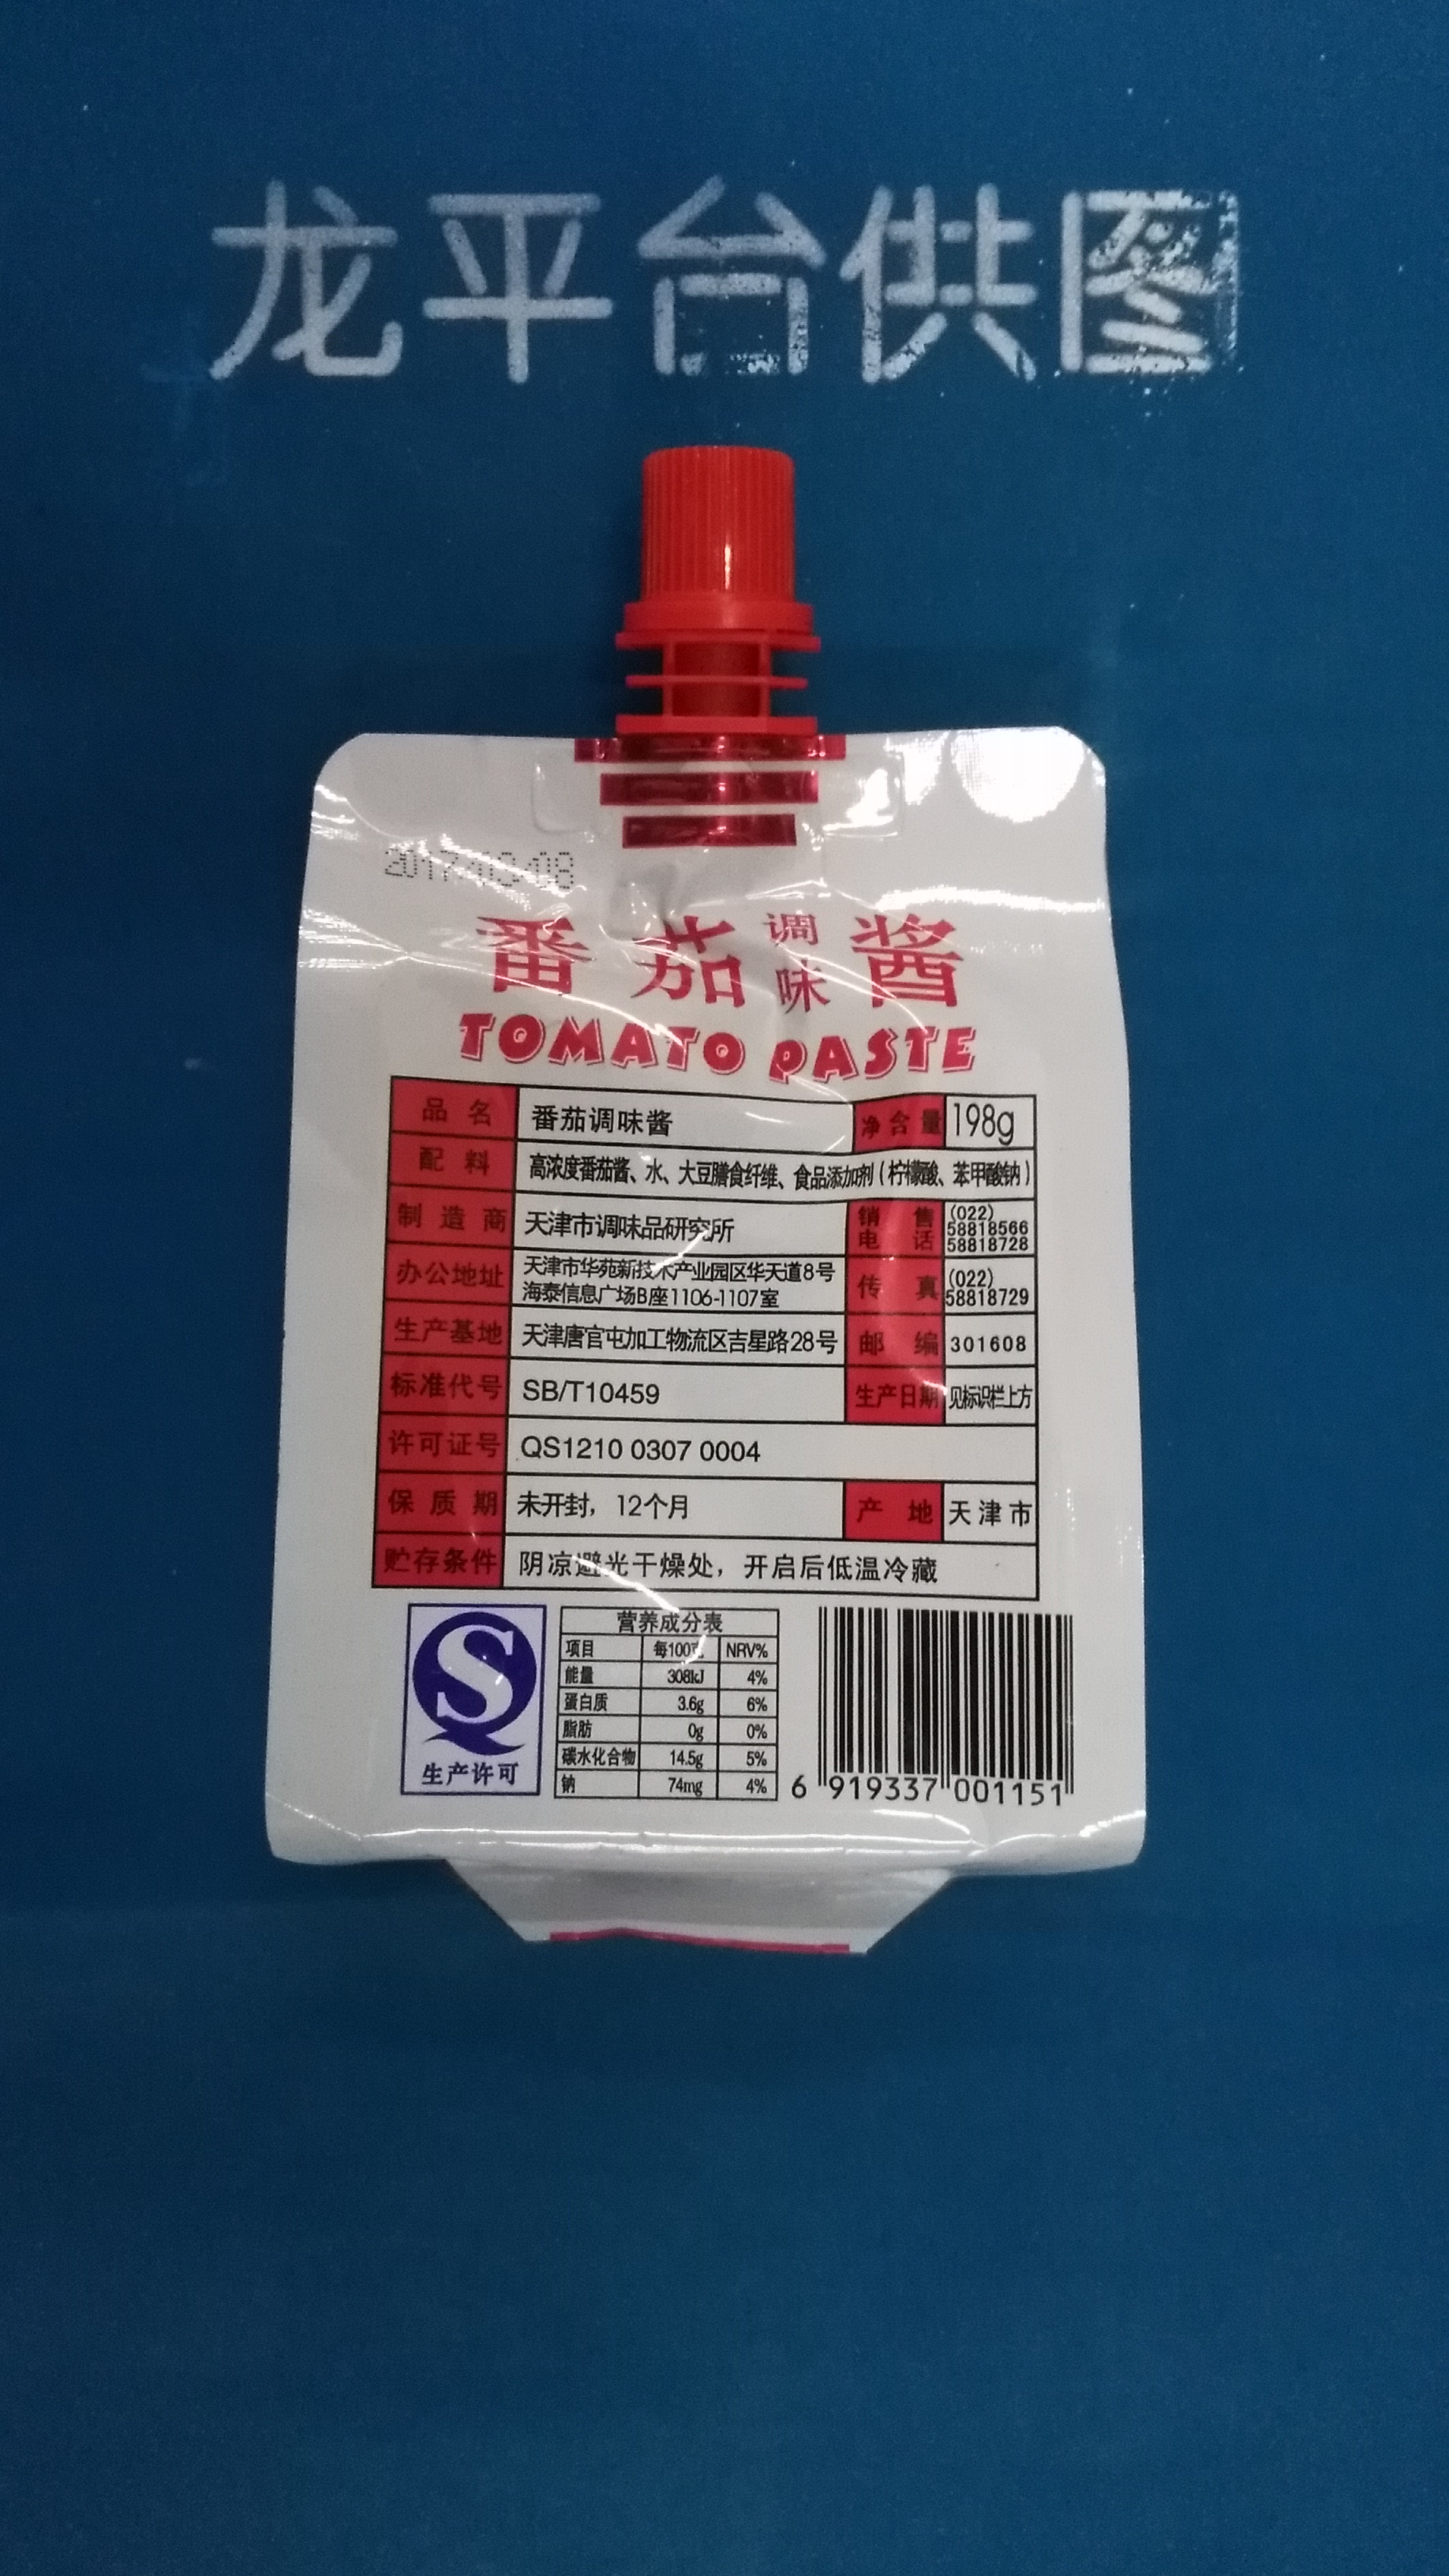 龙平台供图
2017.03.08
番茄调味酱
TOMATO PASTE
品名 番茄调味酱 净含量 198g
配料 高浓度番茄酱、水、大豆膳食纤维、食品添加剂（柠檬酸、苯甲酸钠）
制造商 天津市调味品研究所 销售电话 (022) 58818566 58818728
办公地址 天津市华苑新技术产业园区华天道8号海泰信息广场B座1106-1107室 传真 (022) 58818729
生产基地 天津唐官屯加工物流区吉星路28号 邮编 301608
标准代号 SB/T10459 生产日期 见标识栏上方
许可证号 QS1210 0307 0004
保质期 未开封，12个月 产地 天津市
贮存条件 阴凉避光干燥处，开启后低温冷藏
QS
生产许可
营养成分表
项目 每100克 NRV%
能量 308kJ 4%
蛋白质 3.6g 6%
脂肪 0g 0%
碳水化合物 14.5g 5%
钠 74mg 4%
6 919337 001151